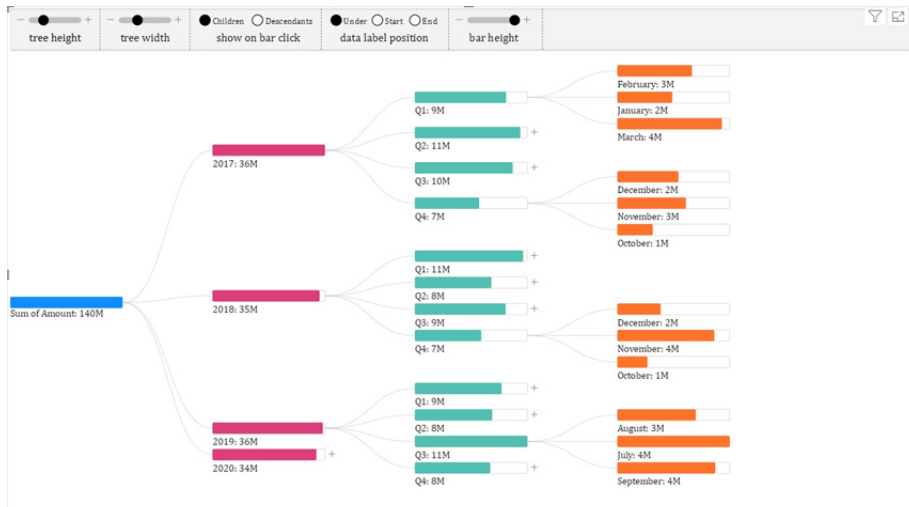 − + − + Children Descendants Under Start End − +
tree height tree width show on bar click data label position bar height
February: 3M
January: 2M
March: 4M
Q1: 9M
Q2: 11M +
Q3: 10M +
Q4: 7M
2017: 36M
December: 2M
November: 3M
October: 1M
Q1: 11M +
Q2: 8M +
Q3: 9M +
Q4: 7M
2018: 35M
Sum of Amount: 140M
December: 2M
November: 4M
October: 1M
Q1: 9M +
Q2: 8M +
Q3: 11M
Q4: 8M +
2019: 36M
2020: 34M +
August: 3M
July: 4M
September: 4M